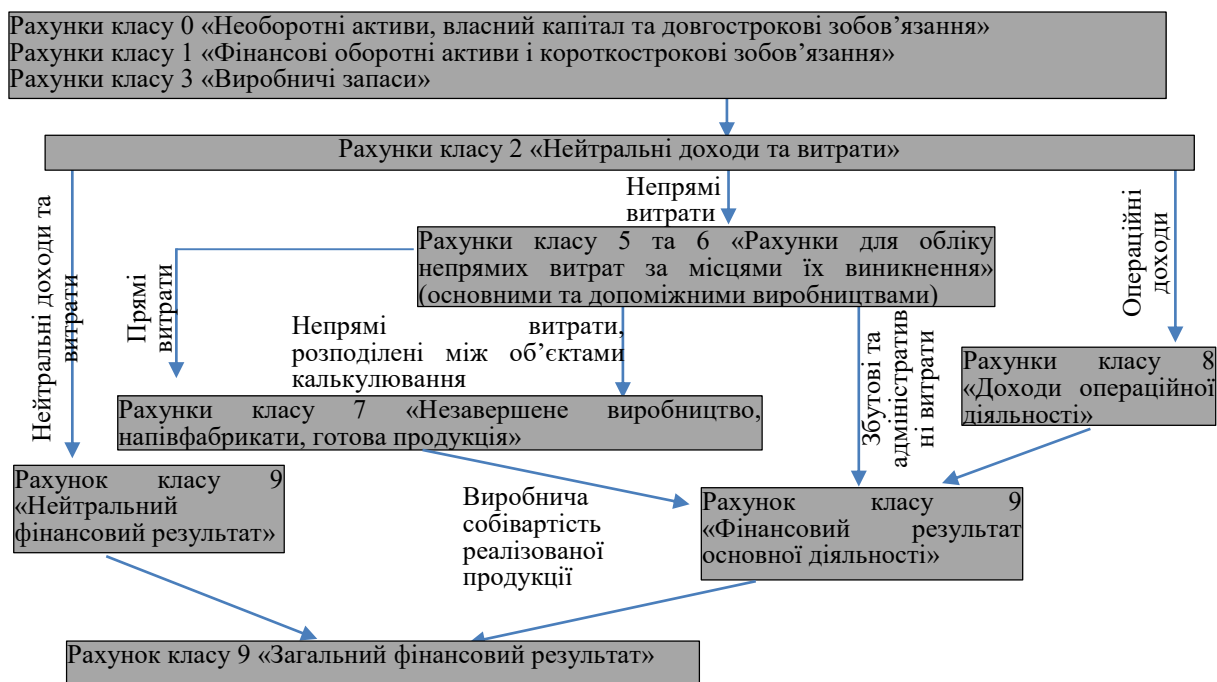 Рахунки класу 0 «Необоротні активи, власний капітал та довгострокові зобов’язання»
Рахунки класу 1 «Фінансові оборотні активи і короткострокові зобов’язання»
Рахунки класу 3 «Виробничі запаси»
Рахунки класу 2 «Нейтральні доходи та витрати»
Нейтральні доходи та
витрати
Прямі
витрати
Непрямі
витрати
Операційні
доходи
Рахунки класу 5 та 6 «Рахунки для обліку
непрямих витрат за місцями їх виникнення»
(основними та допоміжними виробництвами)
Непрямі витрати,
розподілені між об’єктами
калькулювання
Збутові та
адміністратив
ні витрати
Рахунки класу 8
«Доходи операційної
діяльності»
Рахунки класу 7 «Незавершене виробництво,
напівфабрикати, готова продукція»
Рахунок класу 9
«Нейтральний
фінансовий результат»
Виробнича
собівартість
реалізованої
продукції
Рахунок класу 9
«Фінансовий результат
основної діяльності»
Рахунок класу 9 «Загальний фінансовий результат»